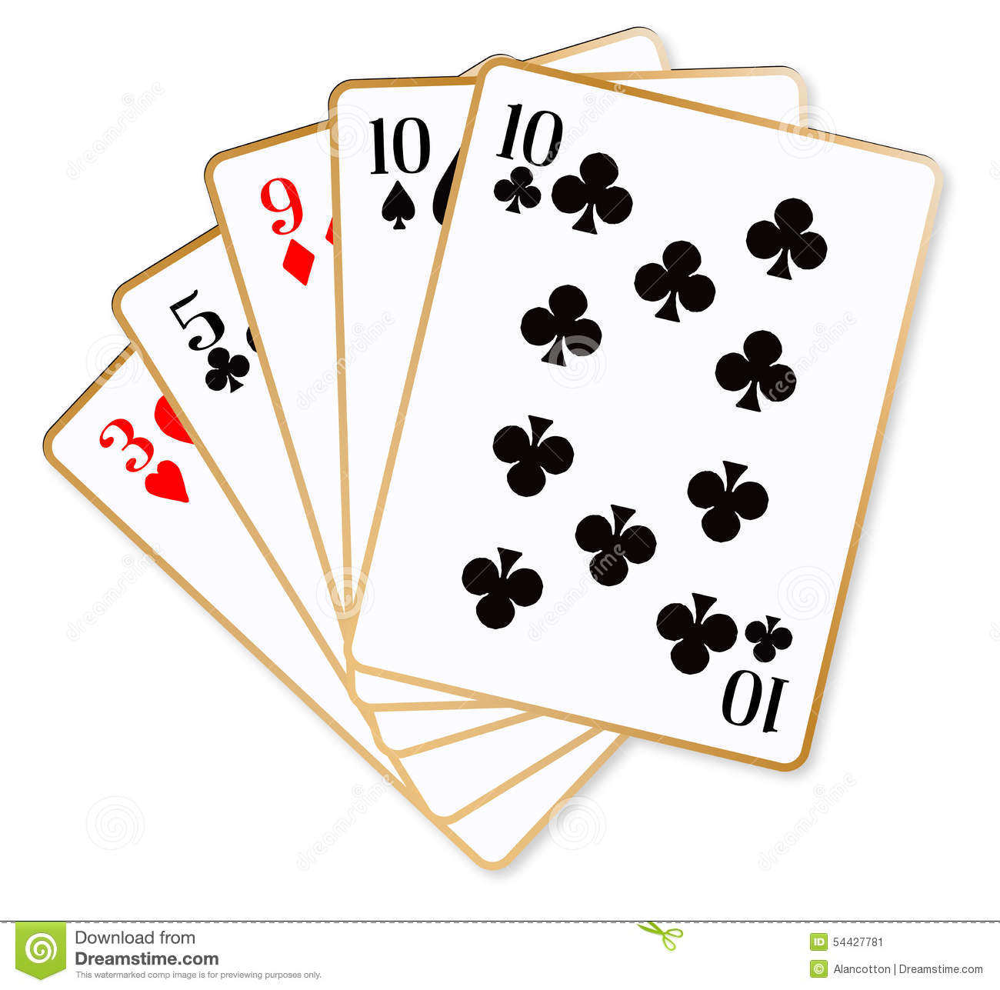 10
10
9
5
3
10
dreamstime
Download from
Dreamstime.com
This watermarked comp image is for previewing purposes only.
ID 54427781
© Alancotton | Dreamstime.com